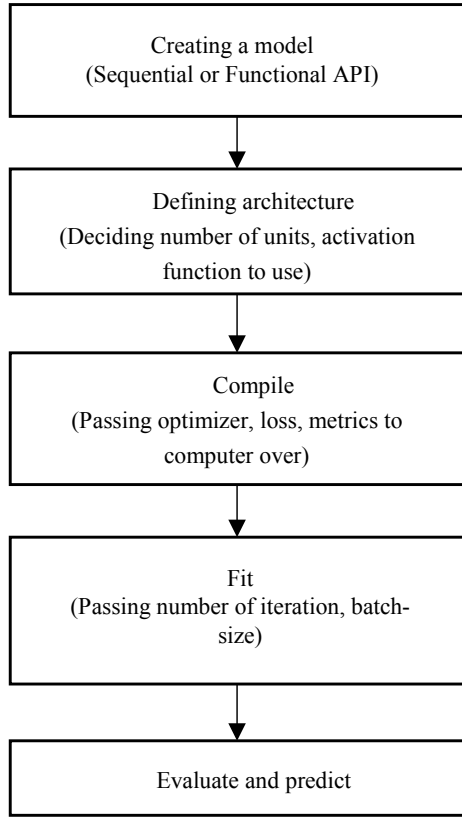 Creating a model
(Sequential or Functional API)
Defining architecture
(Deciding number of units, activation
function to use)
Compile
(Passing optimizer, loss, metrics to
computer over)
Fit
(Passing number of iteration, batch-
size)
Evaluate and predict